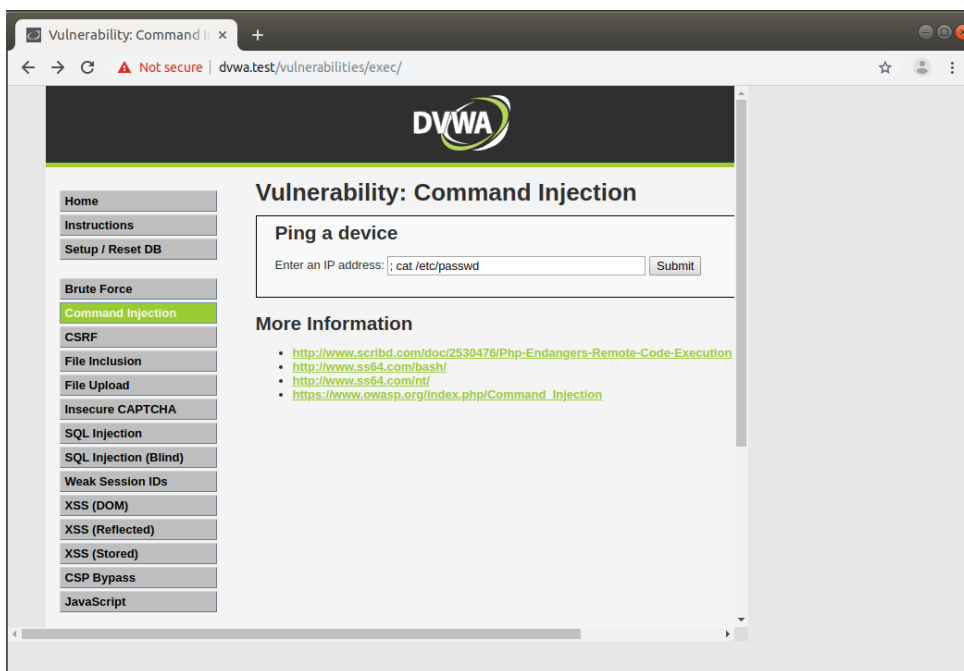 Vulnerability: Command I
Not secure | dvwa.test/vulnerabilities/exec/
DVWA
Home
Instructions
Setup / Reset DB
Brute Force
Command Injection
CSRF
File Inclusion
File Upload
Insecure CAPTCHA
SQL Injection
SQL Injection (Blind)
Weak Session IDs
XSS (DOM)
XSS (Reflected)
XSS (Stored)
CSP Bypass
JavaScript
Vulnerability: Command Injection
Ping a device
Enter an IP address: ; cat /etc/passwd Submit
More Information
http://www.scribd.com/doc/2530476/Php-Endangers-Remote-Code-Execution
http://www.ss64.com/bash/
http://www.ss64.com/nt/
https://www.owasp.org/index.php/Command_Injection